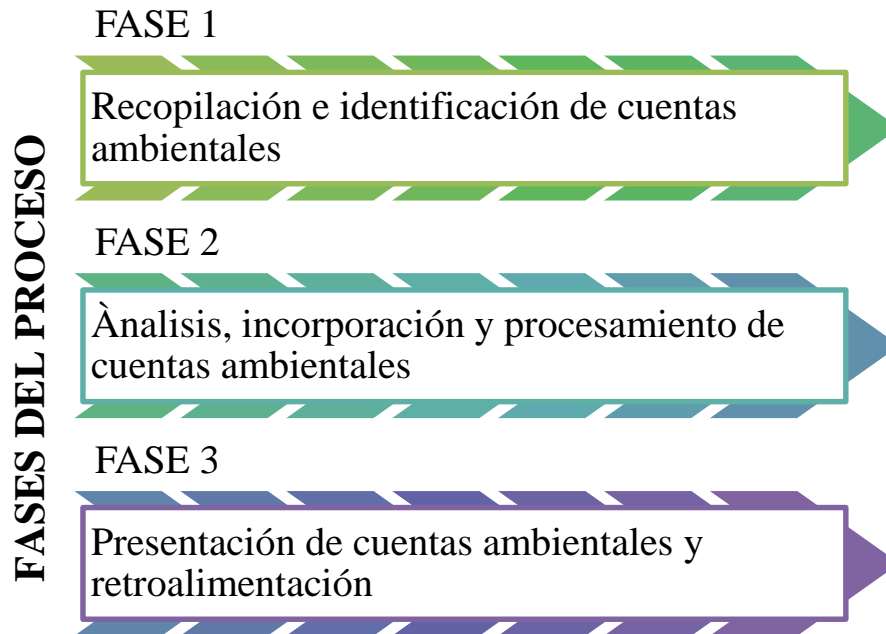 FASES DEL PROCESO
FASE 1
Recopilación e identificación de cuentas
ambientales
FASE 2
Ànalisis, incorporación y procesamiento de
cuentas ambientales
FASE 3
Presentación de cuentas ambientales y
retroalimentación